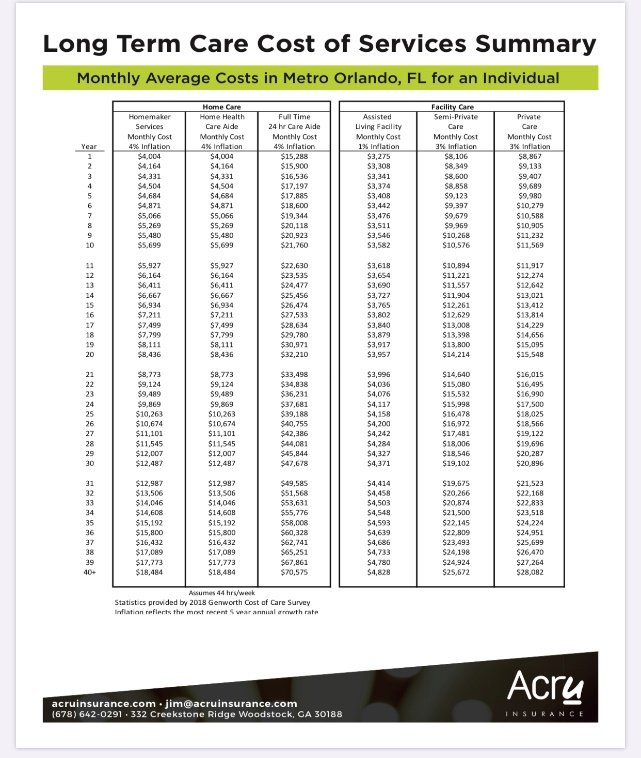 Long Term Care Cost of Services Summary
Monthly Average Costs in Metro Orlando, FL for an Individual
Home Care Facility Care
Homemaker Home Health Full Time Assisted Semi-Private Private
Services Care Aide 24 hr Care Aide Living Facility Care Care
Monthly Cost Monthly Cost Monthly Cost Monthly Cost Monthly Cost Monthly Cost
Year 4% Inflation 4% Inflation 4% Inflation 1% Inflation 3% Inflation 3% Inflation
1 $4,004 $4,004 $15,288 $3,275 $8,106 $8,867
2 $4,164 $4,164 $15,900 $3,308 $8,349 $9,133
3 $4,331 $4,331 $16,536 $3,341 $8,600 $9,407
4 $4,504 $4,504 $17,197 $3,374 $8,858 $9,689
5 $4,684 $4,684 $17,885 $3,408 $9,123 $9,980
6 $4,871 $4,871 $18,600 $3,442 $9,397 $10,279
7 $5,066 $5,066 $19,344 $3,476 $9,679 $10,588
8 $5,269 $5,269 $20,118 $3,511 $9,969 $10,905
9 $5,480 $5,480 $20,923 $3,546 $10,268 $11,232
10 $5,699 $5,699 $21,760 $3,582 $10,576 $11,569
11 $5,927 $5,927 $22,630 $3,618 $10,894 $11,917
12 $6,164 $6,164 $23,535 $3,654 $11,221 $12,274
13 $6,411 $6,411 $24,477 $3,690 $11,557 $12,642
14 $6,667 $6,667 $25,456 $3,727 $11,904 $13,021
15 $6,934 $6,934 $26,474 $3,765 $12,261 $13,412
16 $7,211 $7,211 $27,533 $3,802 $12,629 $13,814
17 $7,499 $7,499 $28,634 $3,840 $13,008 $14,229
18 $7,799 $7,799 $29,780 $3,879 $13,398 $14,656
19 $8,111 $8,111 $30,971 $3,917 $13,800 $15,095
20 $8,436 $8,436 $32,210 $3,957 $14,214 $15,548
21 $8,773 $8,773 $33,498 $3,996 $14,640 $16,015
22 $9,124 $9,124 $34,838 $4,036 $15,080 $16,495
23 $9,489 $9,489 $36,231 $4,076 $15,532 $16,990
24 $9,869 $9,869 $37,681 $4,117 $15,998 $17,500
25 $10,263 $10,263 $39,188 $4,158 $16,478 $18,025
26 $10,674 $10,674 $40,755 $4,200 $16,972 $18,566
27 $11,101 $11,101 $42,386 $4,242 $17,481 $19,122
28 $11,545 $11,545 $44,081 $4,284 $18,006 $19,696
29 $12,007 $12,007 $45,844 $4,327 $18,546 $20,287
30 $12,487 $12,487 $47,678 $4,371 $19,102 $20,896
31 $12,987 $12,987 $49,585 $4,414 $19,675 $21,523
32 $13,506 $13,506 $51,568 $4,458 $20,266 $22,168
33 $14,046 $14,046 $53,631 $4,503 $20,874 $22,833
34 $14,608 $14,608 $55,776 $4,548 $21,500 $23,518
35 $15,192 $15,192 $58,008 $4,593 $22,145 $24,224
36 $15,800 $15,800 $60,328 $4,639 $22,809 $24,951
37 $16,432 $16,432 $62,741 $4,686 $23,493 $25,699
38 $17,089 $17,089 $65,251 $4,733 $24,198 $26,470
39 $17,773 $17,773 $67,861 $4,780 $24,924 $27,264
40+ $18,484 $18,484 $70,575 $4,828 $25,672 $28,082
Assumes 44 hrs/week
Statistics provided by 2018 Genworth Cost of Care Survey
Inflation reflects the most recent 5 year annual growth rate
acruinsurance.com • jim@acruinsurance.com
(678) 642-0291 • 332 Creekstone Ridge Woodstock, GA 30188
Acru
INSURANCE